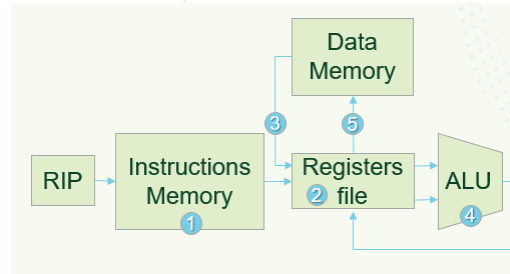 Data
Memory
3
5
RIP
Instructions
Memory
1
Registers
2 file
ALU
4